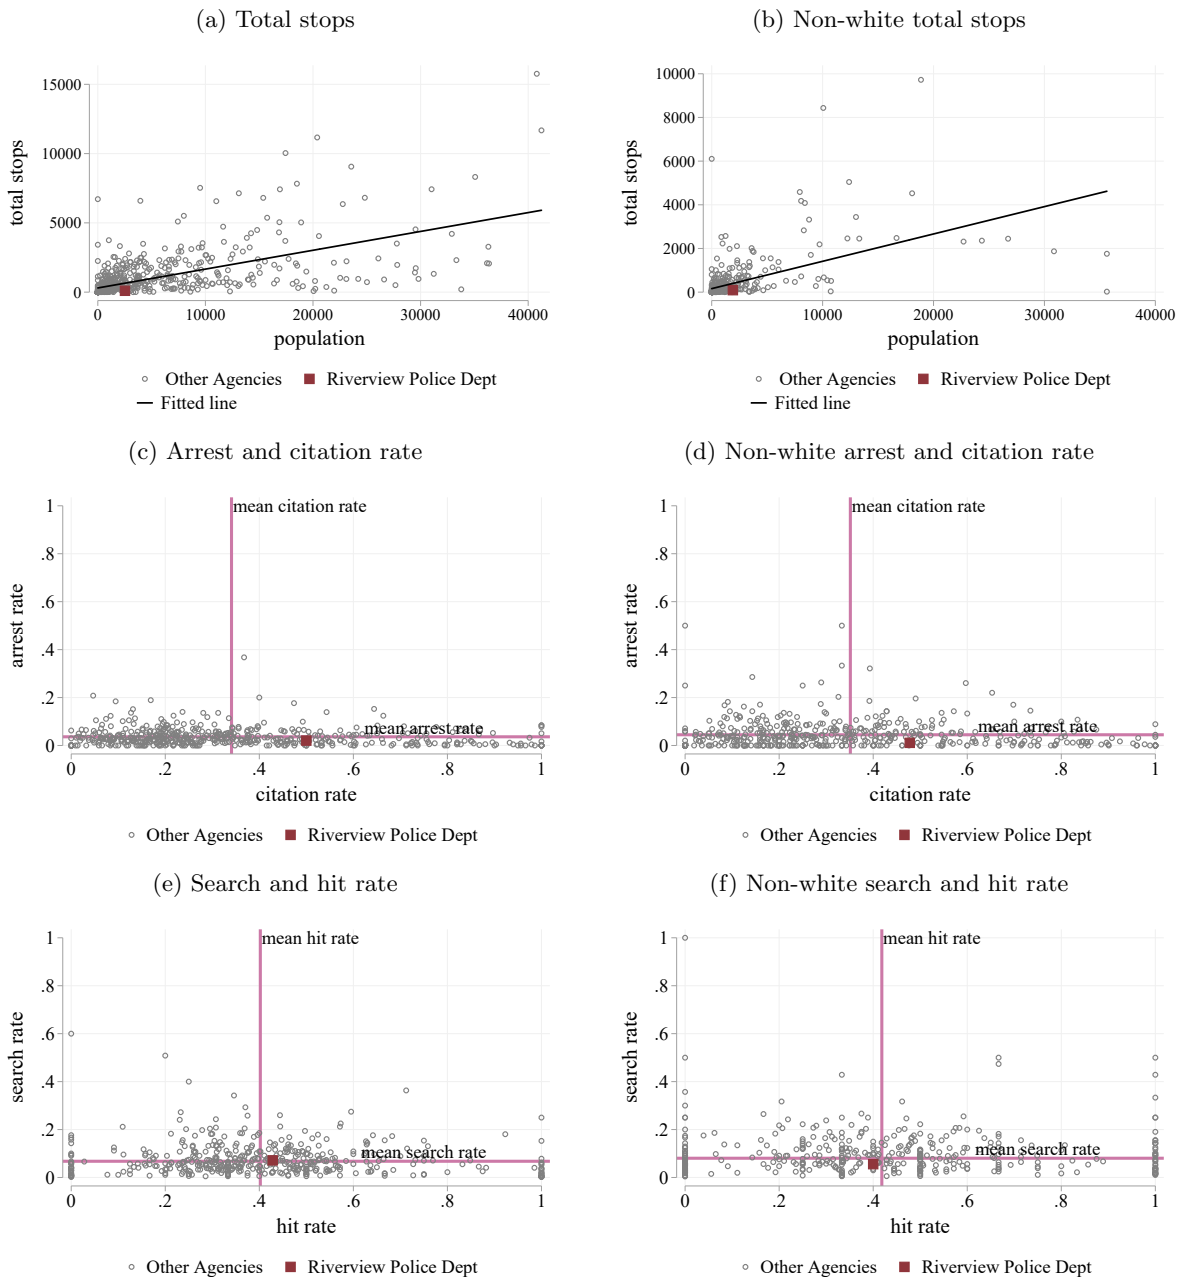 (a) Total stops
(b) Non-white total stops
total stops
15000
10000
5000
0
0 10000 20000 30000 40000
population
Other Agencies Riverview Police Dept
Fitted line
total stops
10000
8000
6000
4000
2000
0
0 10000 20000 30000 40000
population
Other Agencies Riverview Police Dept
Fitted line
(c) Arrest and citation rate
(d) Non-white arrest and citation rate
arrest rate
1
.8
.6
.4
.2
0
mean citation rate
mean arrest rate
0 .2 .4 .6 .8 1
citation rate
Other Agencies Riverview Police Dept
arrest rate
1
.8
.6
.4
.2
0
mean citation rate
mean arrest rate
0 .2 .4 .6 .8 1
citation rate
Other Agencies Riverview Police Dept
(e) Search and hit rate
(f) Non-white search and hit rate
search rate
1
.8
.6
.4
.2
0
mean hit rate
mean search rate
0 .2 .4 .6 .8 1
hit rate
Other Agencies Riverview Police Dept
search rate
1
.8
.6
.4
.2
0
mean hit rate
mean search rate
0 .2 .4 .6 .8 1
hit rate
Other Agencies Riverview Police Dept